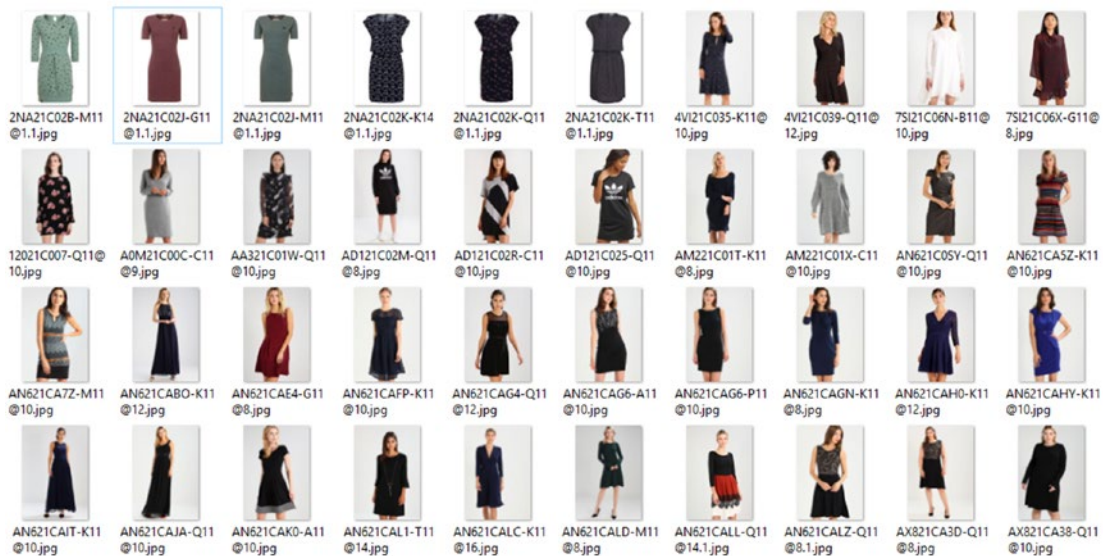 2NA21C02B-M11 2NA21C02J-G11 2NA21C02J-M11 2NA21C02K-K14 2NA21C02K-Q11 2NA21C02K-T11 4VI21C035-K11@ 4VI21C039-Q11@ 7SI21C06N-B11@ 7SI21C06X-G11@
@1.1.jpg @1.1.jpg @1.1.jpg @1.1.jpg @1.1.jpg @1.1.jpg 10.jpg 12.jpg 10.jpg 8.jpg
12021C007-Q11@ A0M21C00C-C11 AA321C01W-Q11 AD121C02M-Q11 AD121C02R-C11 AD121C025-Q11 AM221C01T-K11 AM221C01X-C11 AN621C0SY-Q11 AN621CA5Z-K11
10.jpg @9.jpg @10.jpg @8.jpg @10.jpg @10.jpg @8.jpg @10.jpg @10.jpg @10.jpg
AN621CA7Z-M11 AN621CABO-K11 AN621CAE4-G11 AN621CAFP-K11 AN621CAG4-Q11 AN621CAG6-A11 AN621CAG6-P11 AN621CAGN-K11 AN621CAH0-K11 AN621CAHY-K11
@10.jpg @12.jpg @8.jpg @10.jpg @12.jpg @10.jpg @10.jpg @8.jpg @12.jpg @10.jpg
AN621CAIT-K11 AN621CAJA-Q11 AN621CAK0-A11 AN621CAL1-T11 AN621CALC-K11 AN621CALD-M11 AN621CALL-Q11 AN621CALZ-Q11 AX821CA3D-Q11 AX821CA38-Q11
@10.jpg @10.jpg @10.jpg @14.jpg @16.jpg @8.jpg @14.1.jpg @8.1.jpg @8.jpg @10.jpg